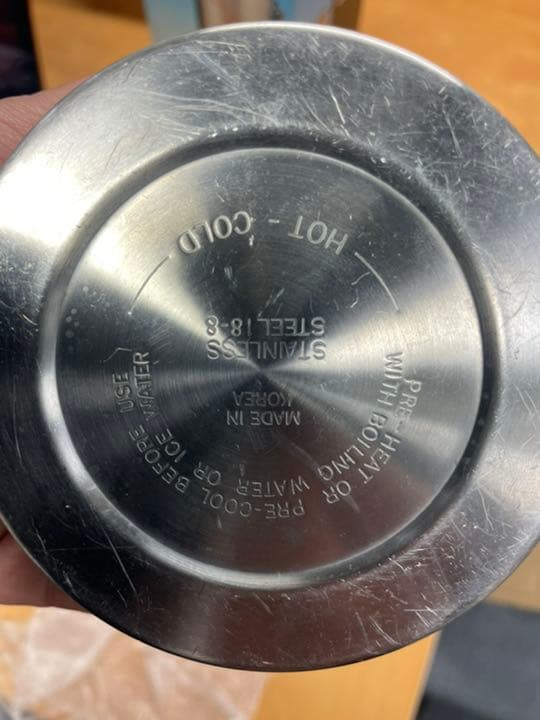 PRE-HEAT OR PRE-COOL BEFORE USE
WITH BOILING WATER OR ICE WATER
MADE IN
KOREA
STAINLESS
STEEL 18-8
HOT - COLD